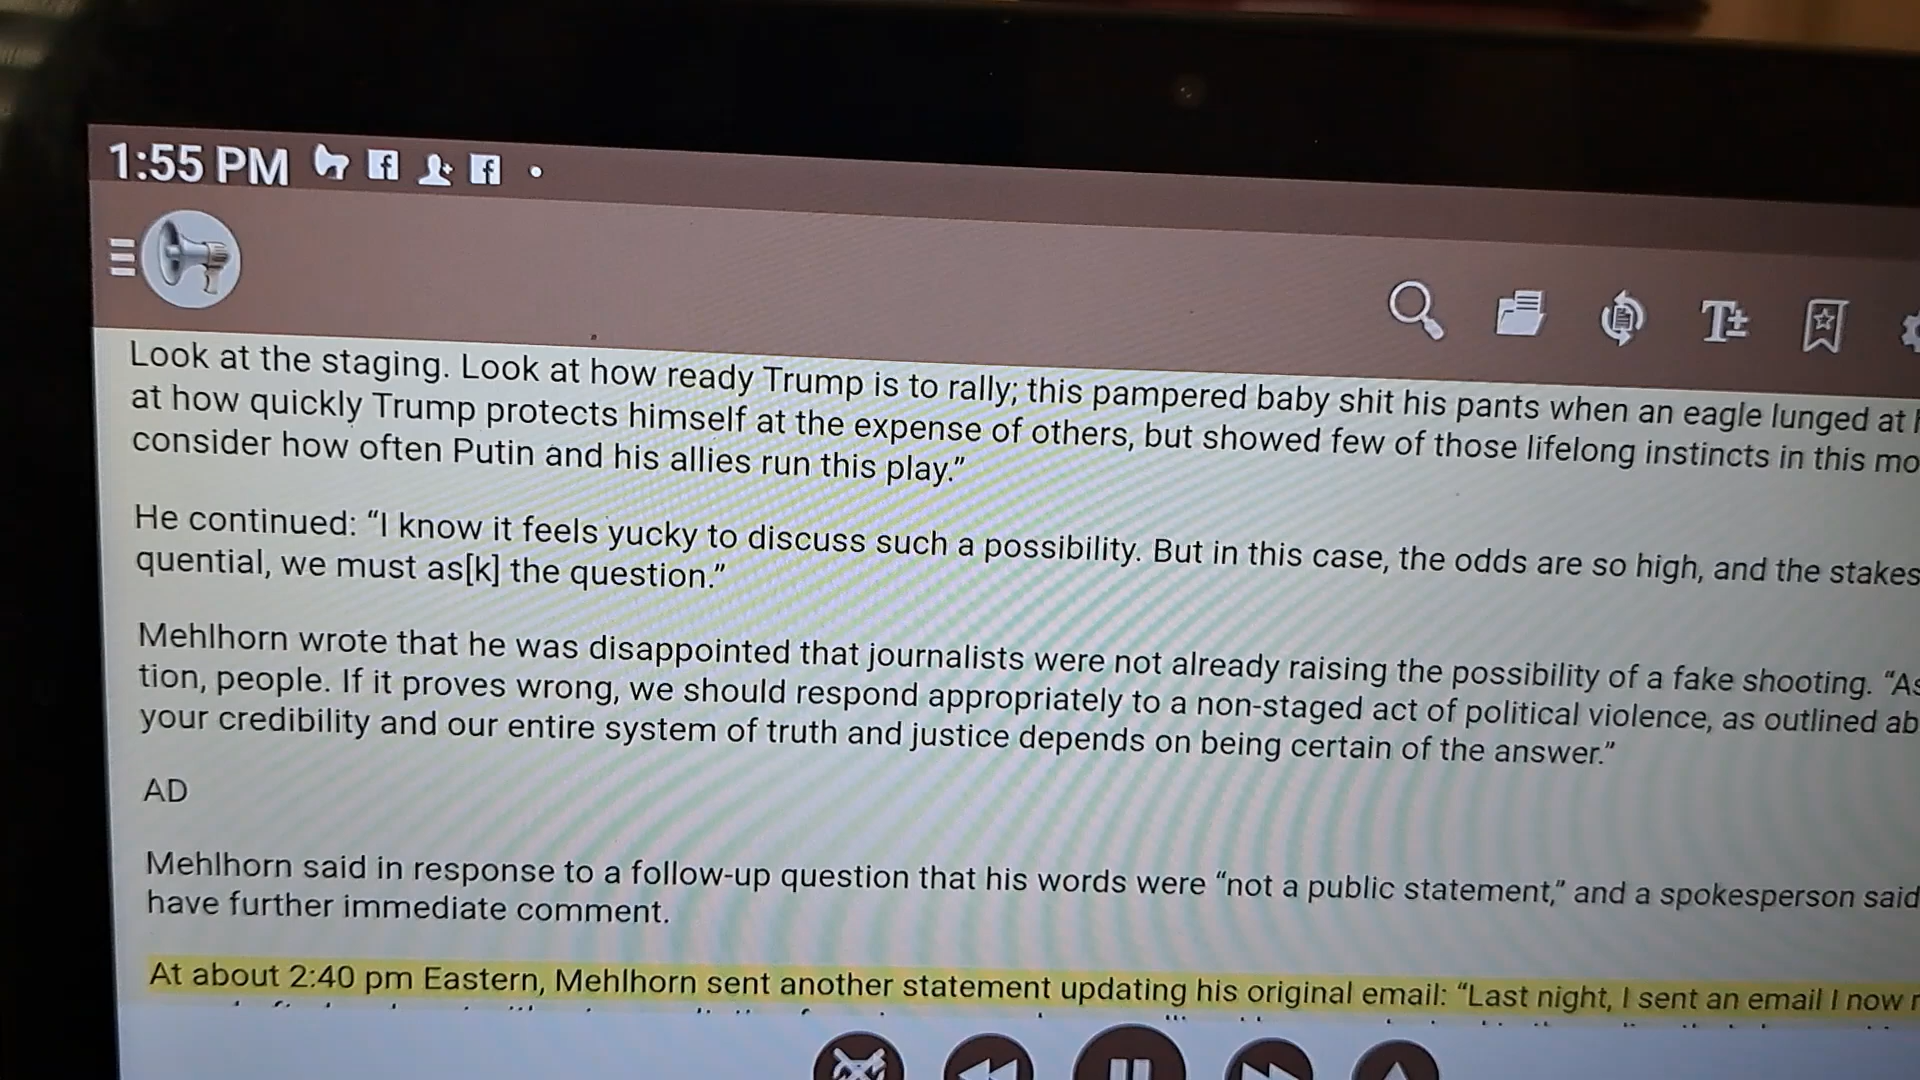 1:55 PM
Look at the staging. Look at how ready Trump is to rally; this pampered baby shit his pants when an eagle lunged at
at how quickly Trump protects himself at the expense of others, but showed few of those lifelong instincts in this
consider how often Putin and his allies run this play.”
He continued: “I know it feels yucky to discuss such a possibility. But in this case, the odds are so high, and the stakes
quential, we must as[k] the question.”
Mehlhorn wrote that he was disappointed that journalists were not already raising the possibility of a fake shooting.
tion, people. If it proves wrong, we should respond appropriately to a non-staged act of political violence, as outlined
your credibility and our entire system of truth and justice depends on being certain of the answer.”
AD
Mehlhorn said in response to a follow-up question that his words were “not a public statement,” and a spokesperson said
have further immediate comment.
At about 2:40 pm Eastern, Mehlhorn sent another statement updating his original email: “Last night, I sent an email I now